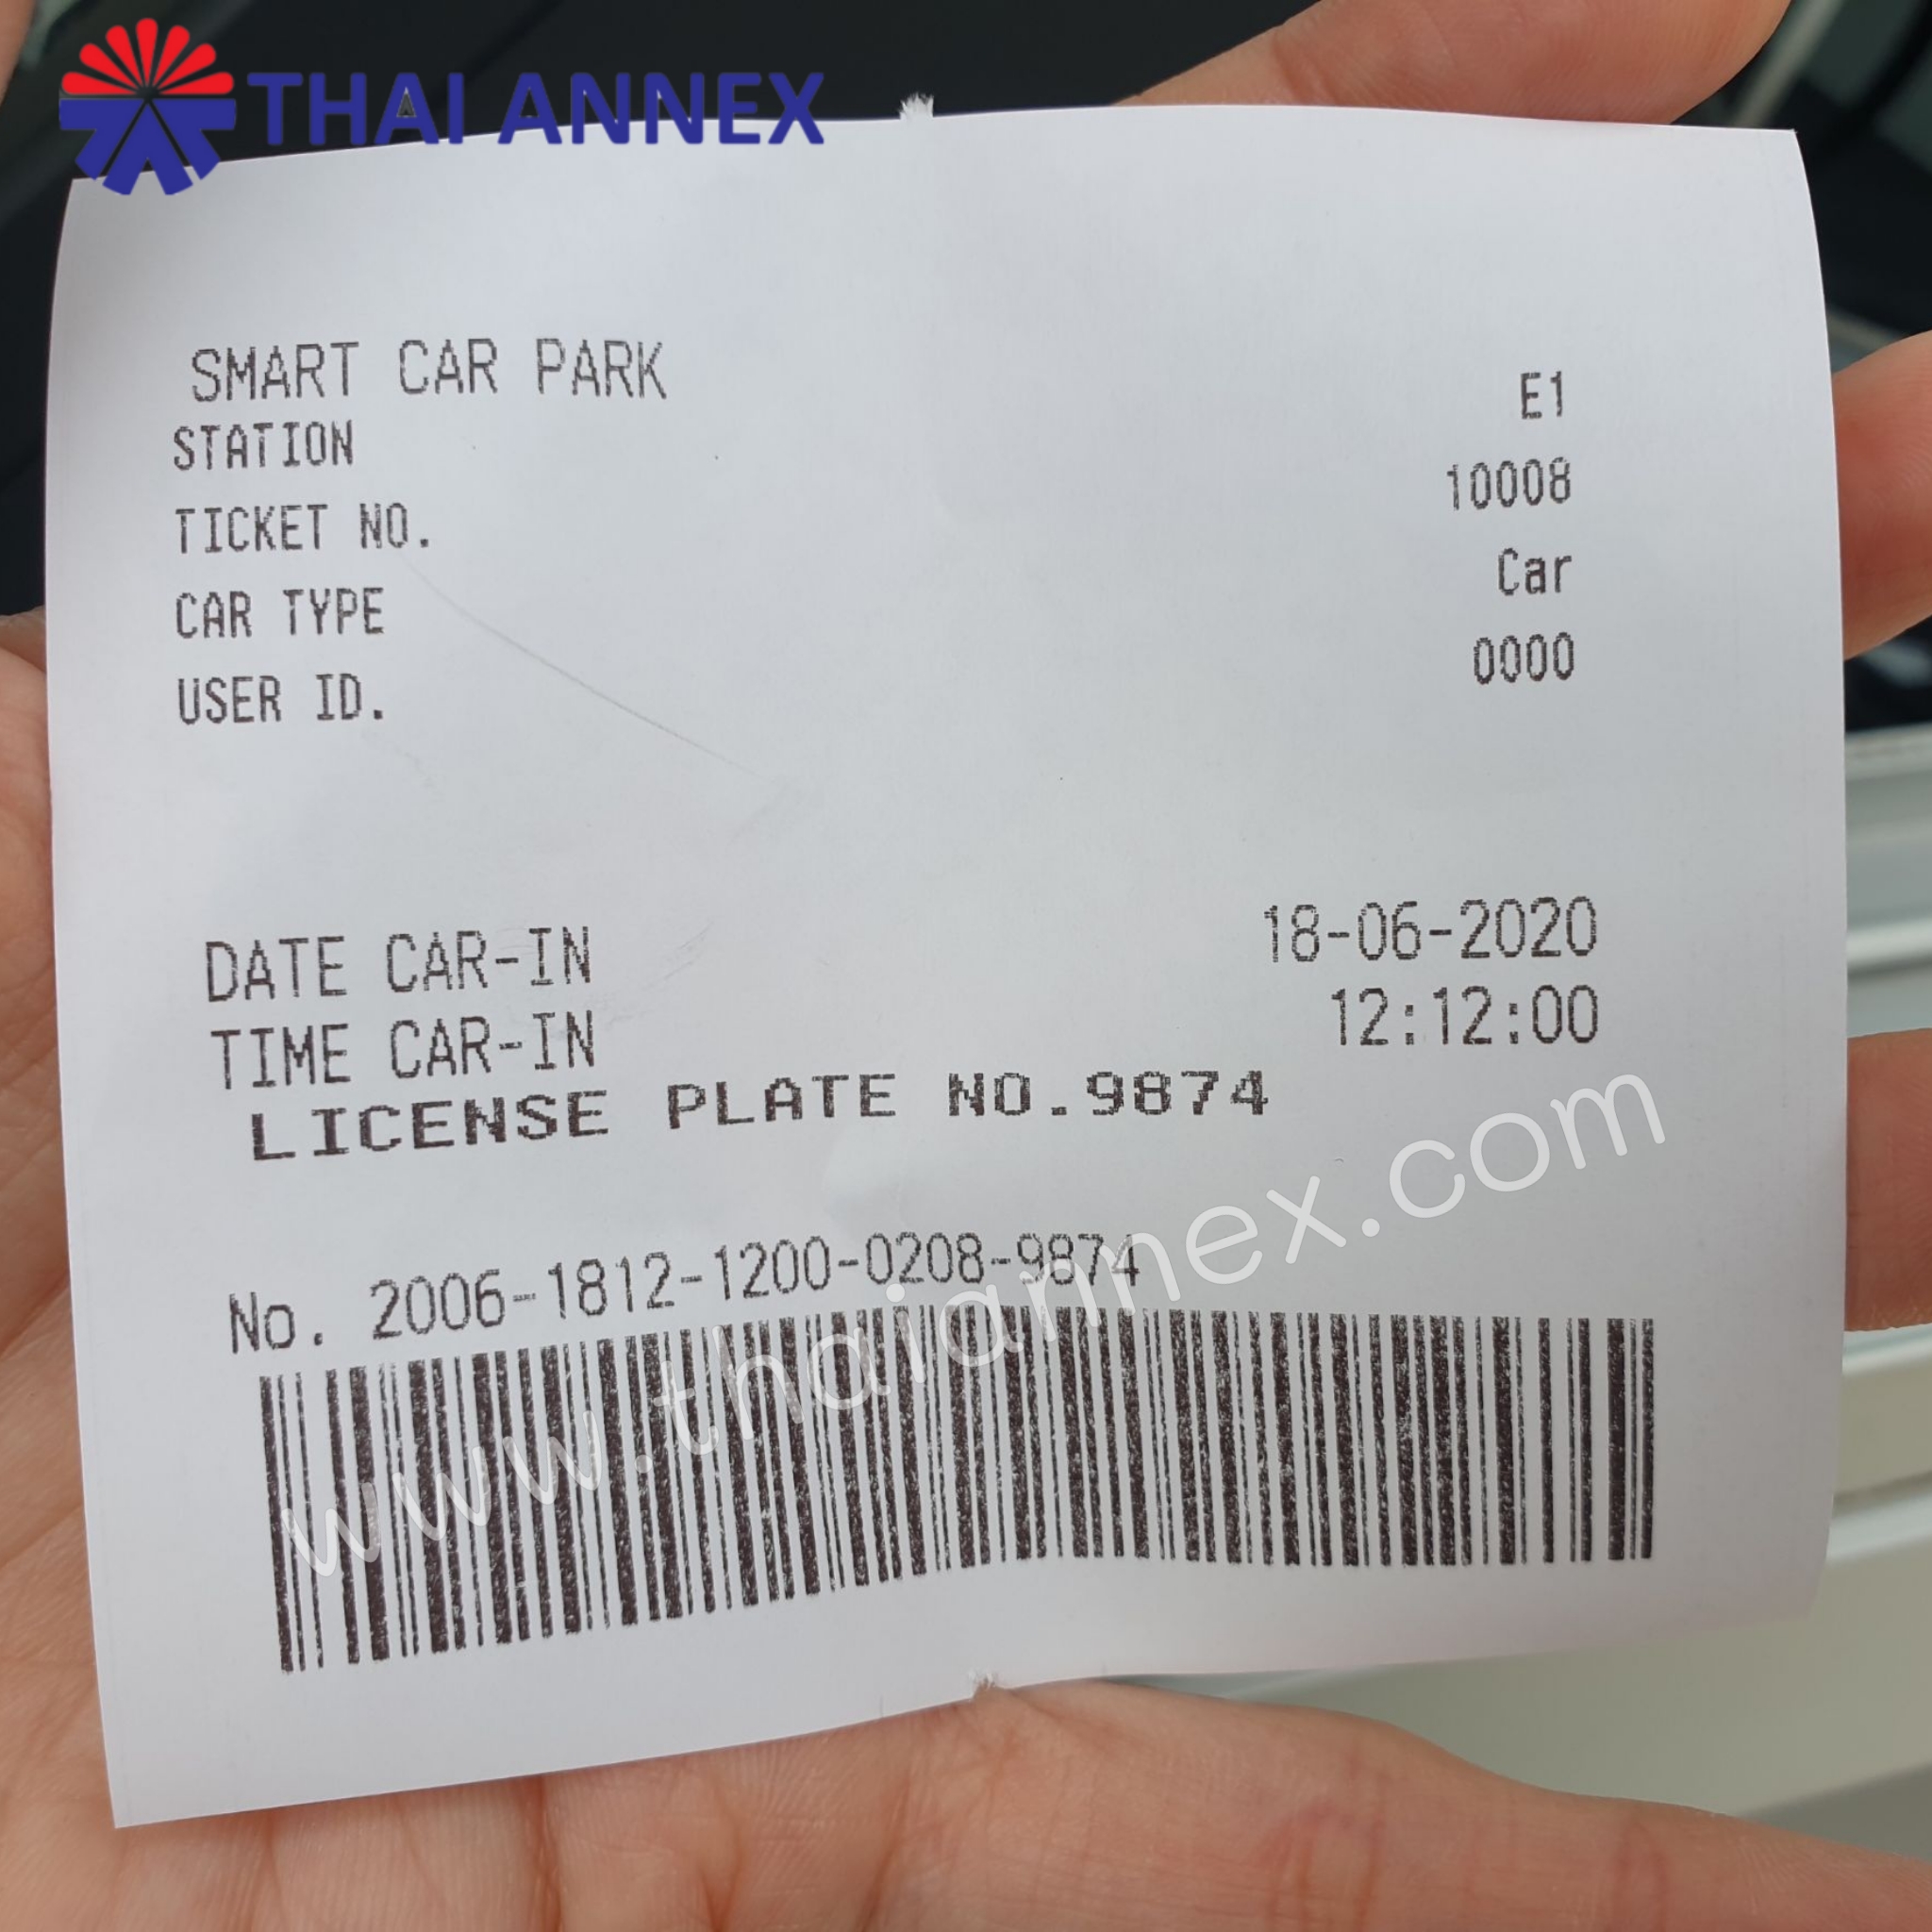 THAI ANNEX
SMART CAR PARK
STATION E1
TICKET NO. 10008
CAR TYPE Car
USER ID. 0000
DATE CAR-IN 18-06-2020
TIME CAR-IN 12:12:00
LICENSE PLATE NO.9874
No. 2006-1812-1200-0208-9874
www.thaiannex.com